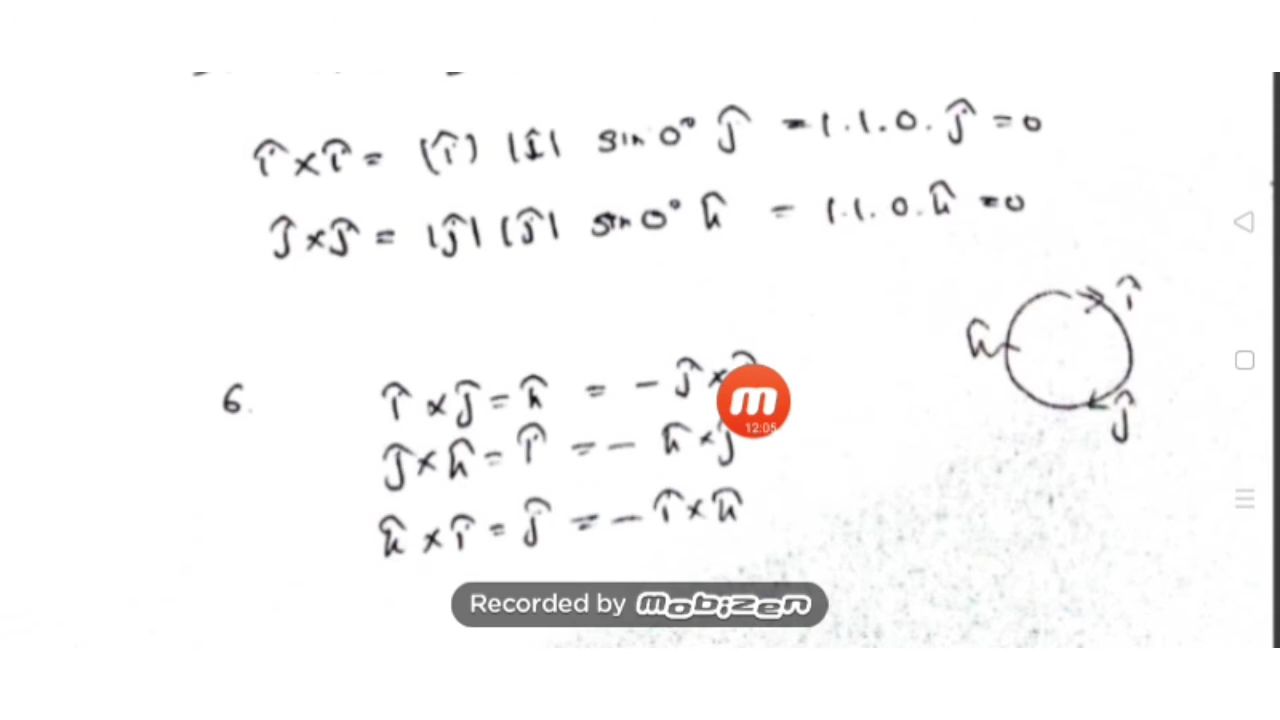 î × î = |î| |î| sin 0° ĵ = 1.1.0. ĵ = 0
ĵ × ĵ = |ĵ| |ĵ| sin 0° k̂ = 1.1.0. k̂ = 0
î
k̂
ĵ
6. î × ĵ = k̂ = - ĵ ×
12:05
ĵ × k̂ = î = - k̂ × ĵ
k̂ × î = ĵ = - î × k̂
Recorded by mobizen